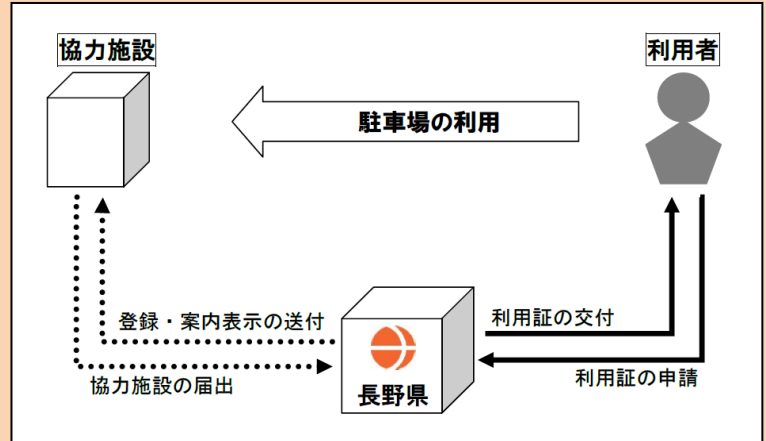 協力施設
利用者
駐車場の利用
登録・案内表示の送付
利用証の交付
協力施設の届出
利用証の申請
長野県